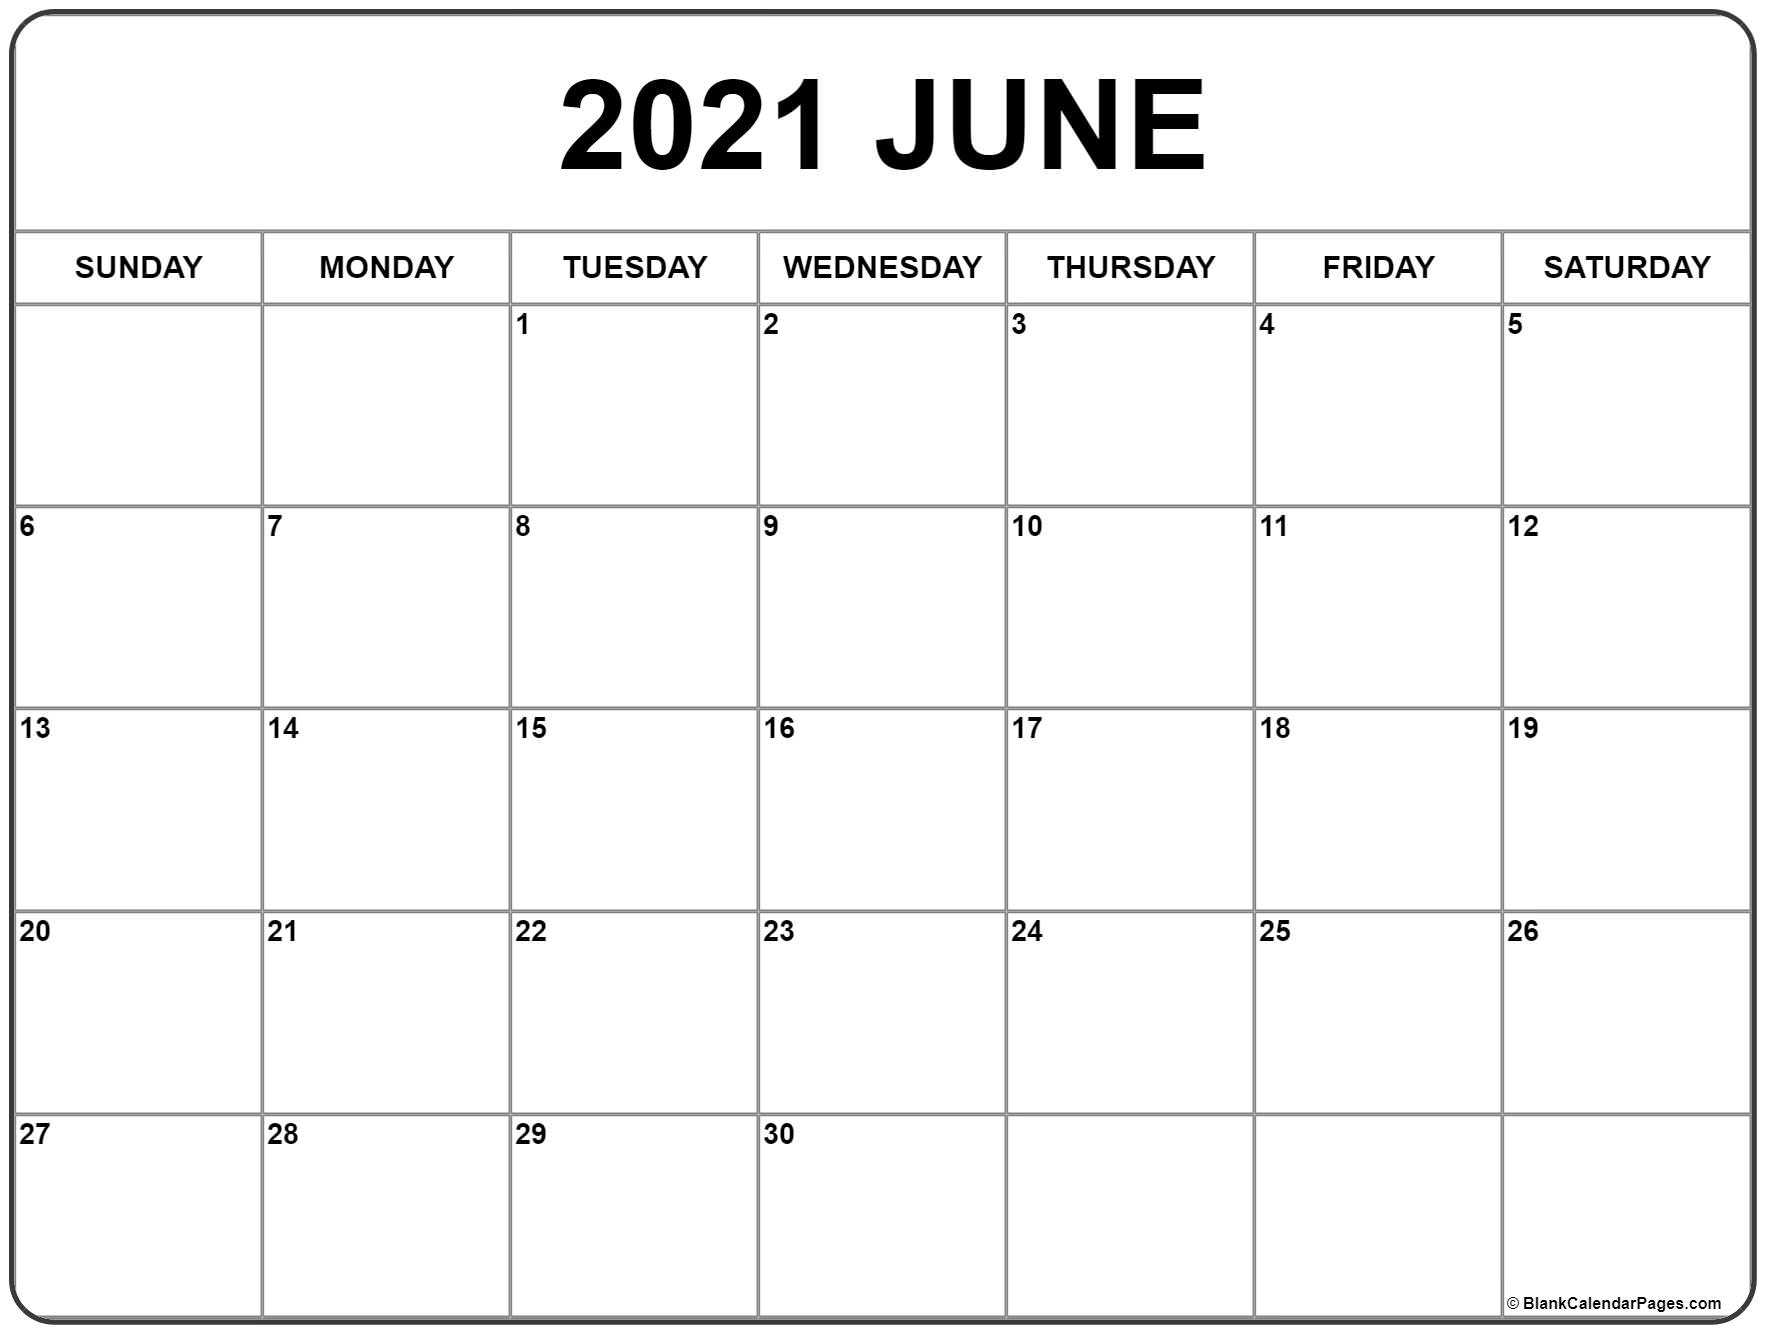 2021 JUNE
SUNDAY MONDAY TUESDAY WEDNESDAY THURSDAY FRIDAY SATURDAY
1 2 3 4 5
6 7 8 9 10 11 12
13 14 15 16 17 18 19
20 21 22 23 24 25 26
27 28 29 30
© BlankCalendarPages.com